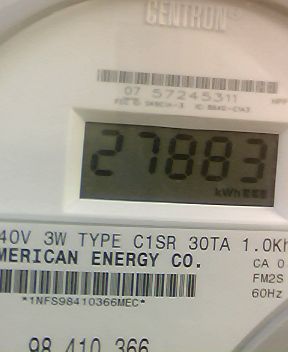 CENTRON®
07 57245311
27883
kWh
40V 3W TYPE C1SR 30TA 1.0Kh
MERICAN ENERGY CO.
CA 0
FM2S
*1NFS98410366MEC*
60Hz
98 410 366